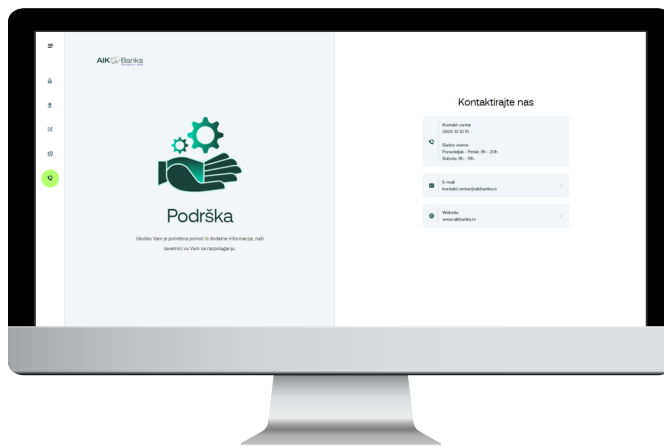 AIK Banka
Podrška
Ukoliko Vam je potrebna pomoć ili dodatne informacije, naši
savetnici su Vam na raspolaganju.
Kontaktirajte nas
Kontakt centar
0800 10 10 15
Radno vreme
Ponedeljak - Petak: 8h - 20h
Subota: 9h - 15h
E-mail
kontakt.centar@aikbanka.rs
Website
www.aikbanka.rs